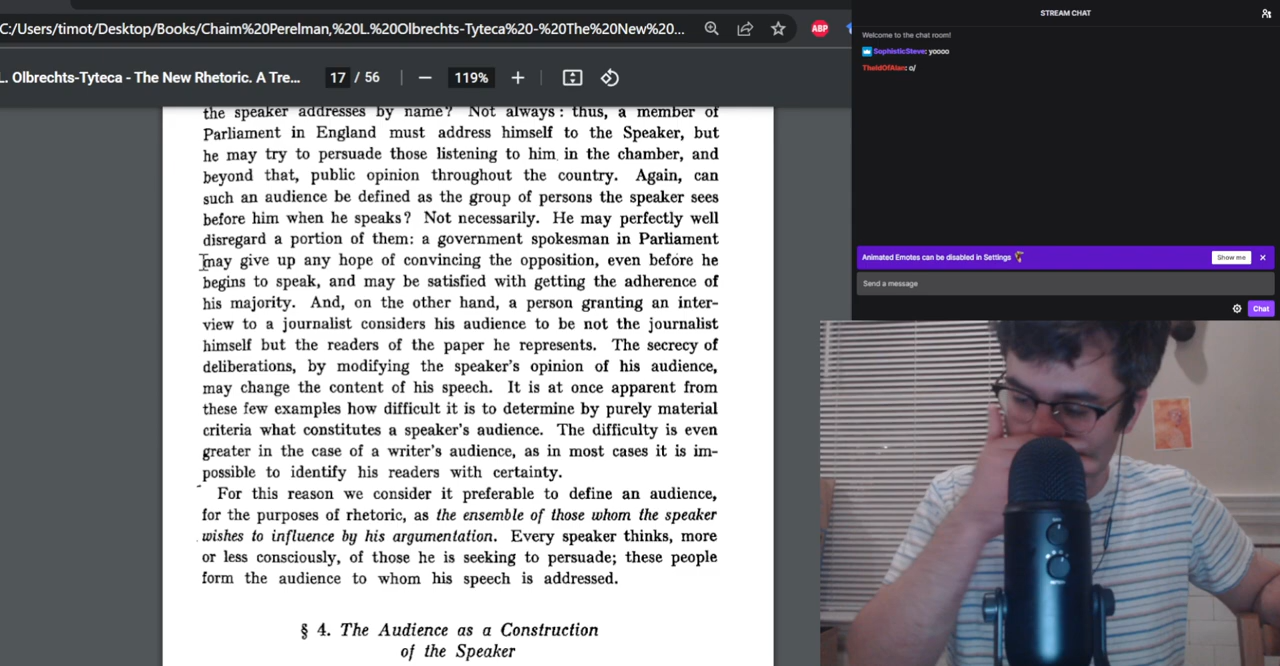 C:/Users/timot/Desktop/Books/Chaim%20Perelman,%20L.%20Olbrechts-Tyteca%20-%20The%20New%20...
ABP
L. Olbrechts-Tyteca - The New Rhetoric. A Tre...
17 / 56
119%
the speaker addresses by name? Not always: thus, a member of
Parliament in England must address himself to the Speaker, but
he may try to persuade those listening to him in the chamber, and
beyond that, public opinion throughout the country. Again, can
such an audience be defined as the group of persons the speaker sees
before him when he speaks? Not necessarily. He may perfectly well
disregard a portion of them: a government spokesman in Parliament
may give up any hope of convincing the opposition, even before he
begins to speak, and may be satisfied with getting the adherence of
his majority. And, on the other hand, a person granting an inter-
view to a journalist considers his audience to be not the journalist
himself but the readers of the paper he represents. The secrecy of
deliberations, by modifying the speaker's opinion of his audience,
may change the content of his speech. It is at once apparent from
these few examples how difficult it is to determine by purely material
criteria what constitutes a speaker's audience. The difficulty is even
greater in the case of a writer's audience, as in most cases it is im-
possible to identify his readers with certainty.
For this reason we consider it preferable to define an audience,
for the purposes of rhetoric, as the ensemble of those whom the speaker
wishes to influence by his argumentation. Every speaker thinks, more
or less consciously, of those he is seeking to persuade; these people
form the audience to whom his speech is addressed.
§ 4. The Audience as a Construction
of the Speaker
STREAM CHAT
Welcome to the chat room!
SophisticSteve: yoooo
TheIdOfAlan: o/
Animated Emotes can be disabled in Settings
Show me
Send a message
Chat